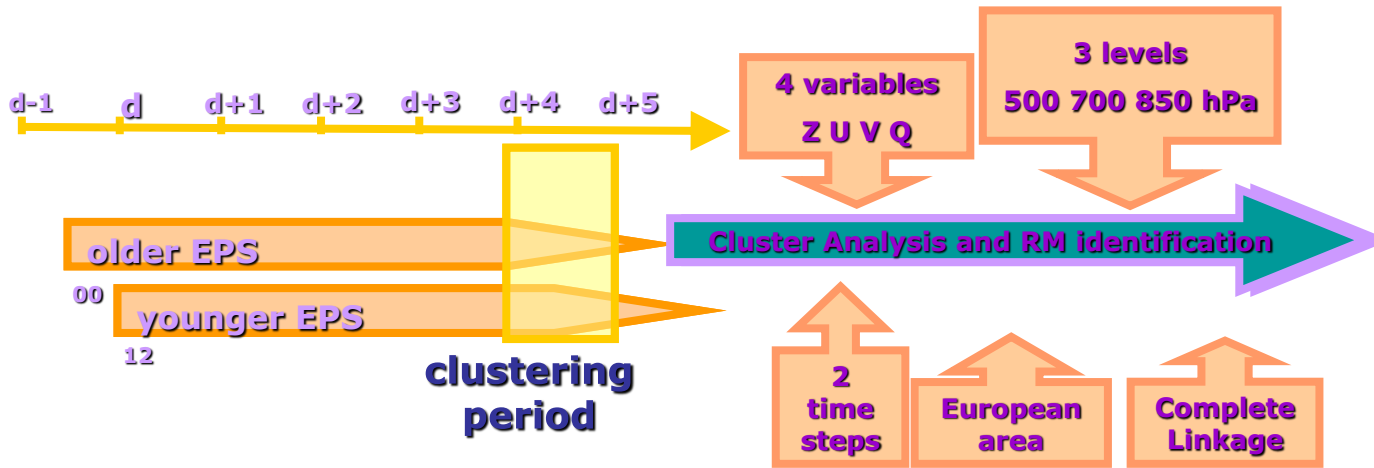 d-1 d d+1 d+2 d+3 d+4 d+5
4 variables
Z U V Q
3 levels
500 700 850 hPa
older EPS
00
younger EPS
12
clustering
period
Cluster Analysis and RM identification
2
time
steps
European
area
Complete
Linkage